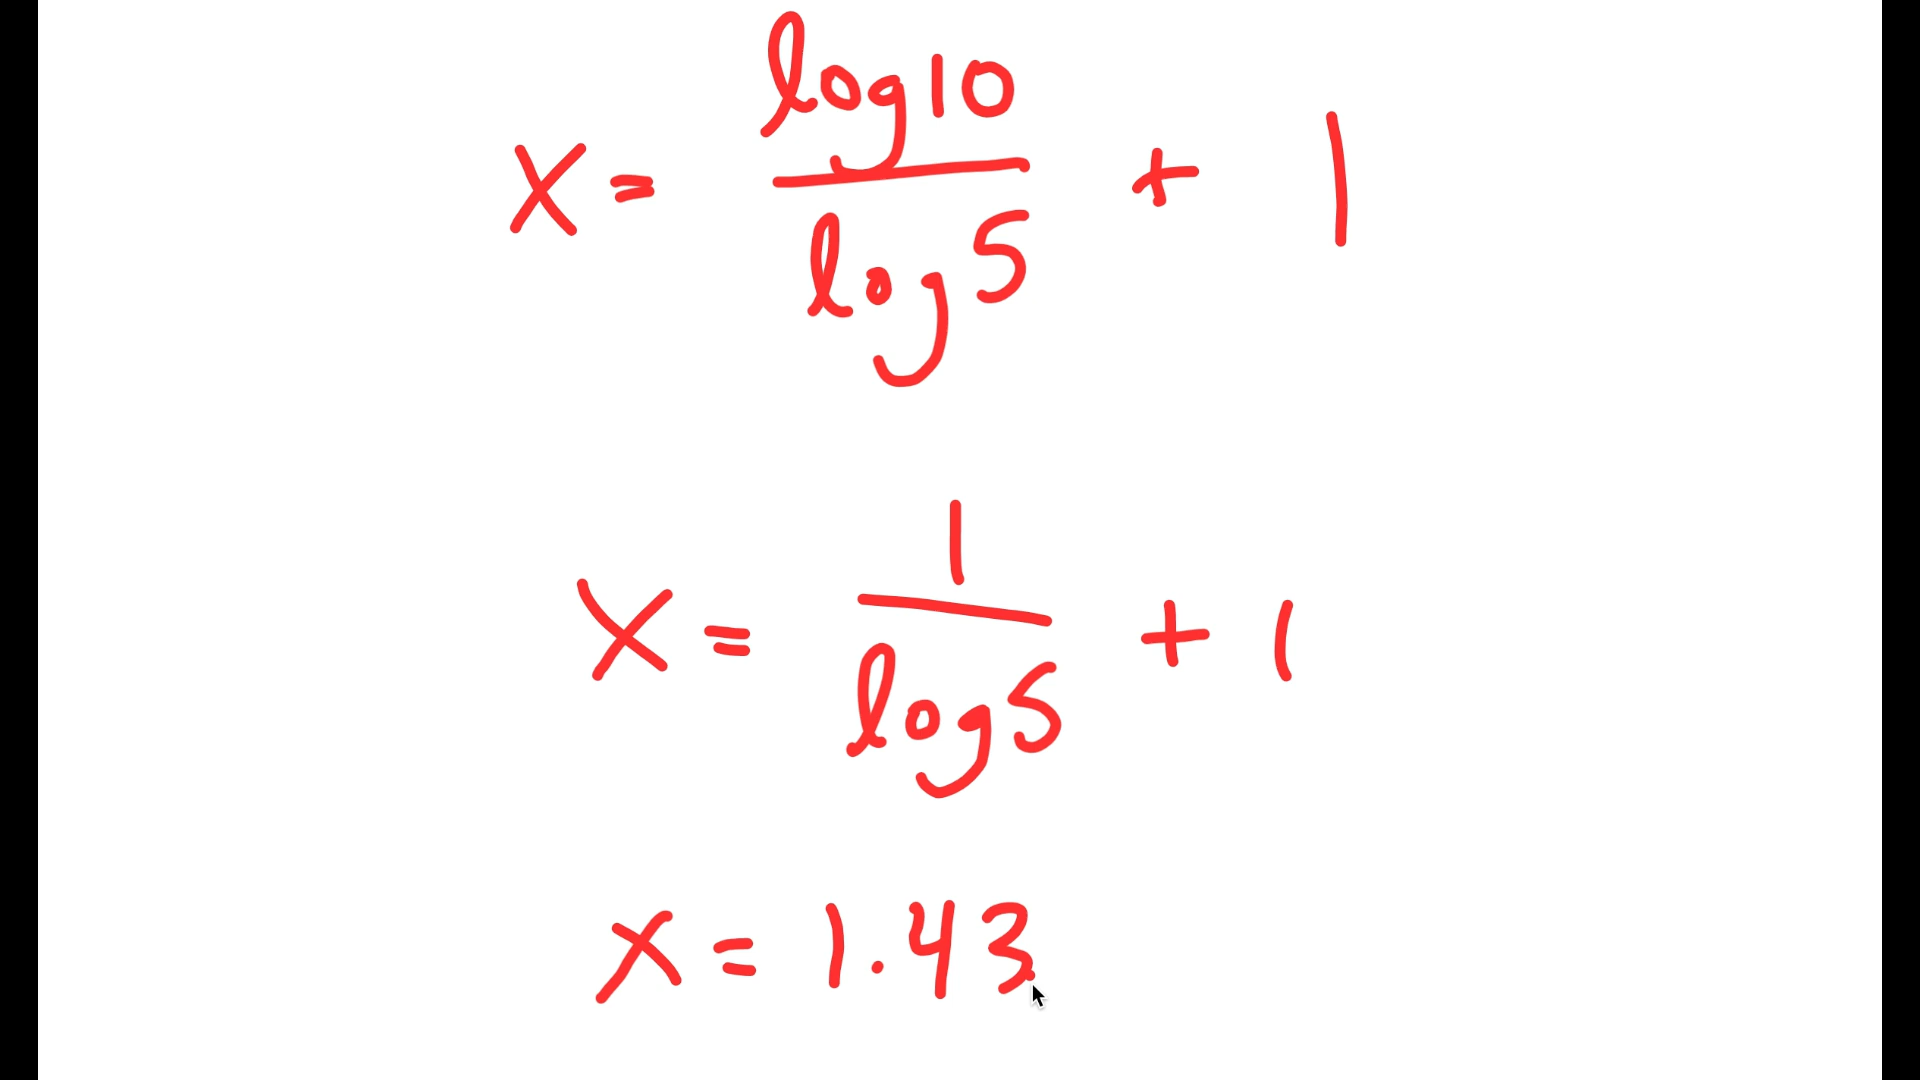 x = log10 / log5 + 1
x = 1 / log5 + 1
x = 1.43